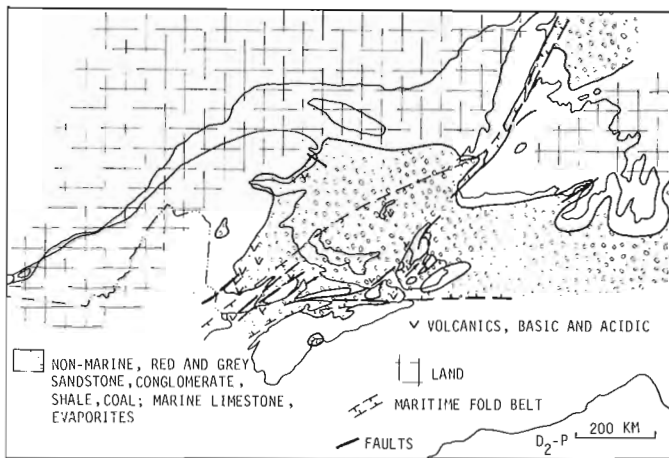 VOLCANICS, BASIC AND ACIDIC
NON-MARINE, RED AND GREY
SANDSTONE, CONGLOMERATE,
SHALE, COAL; MARINE LIMESTONE,
EVAPORITES
LAND
MARITIME FOLD BELT
FAULTS
D₂-P
200 KM